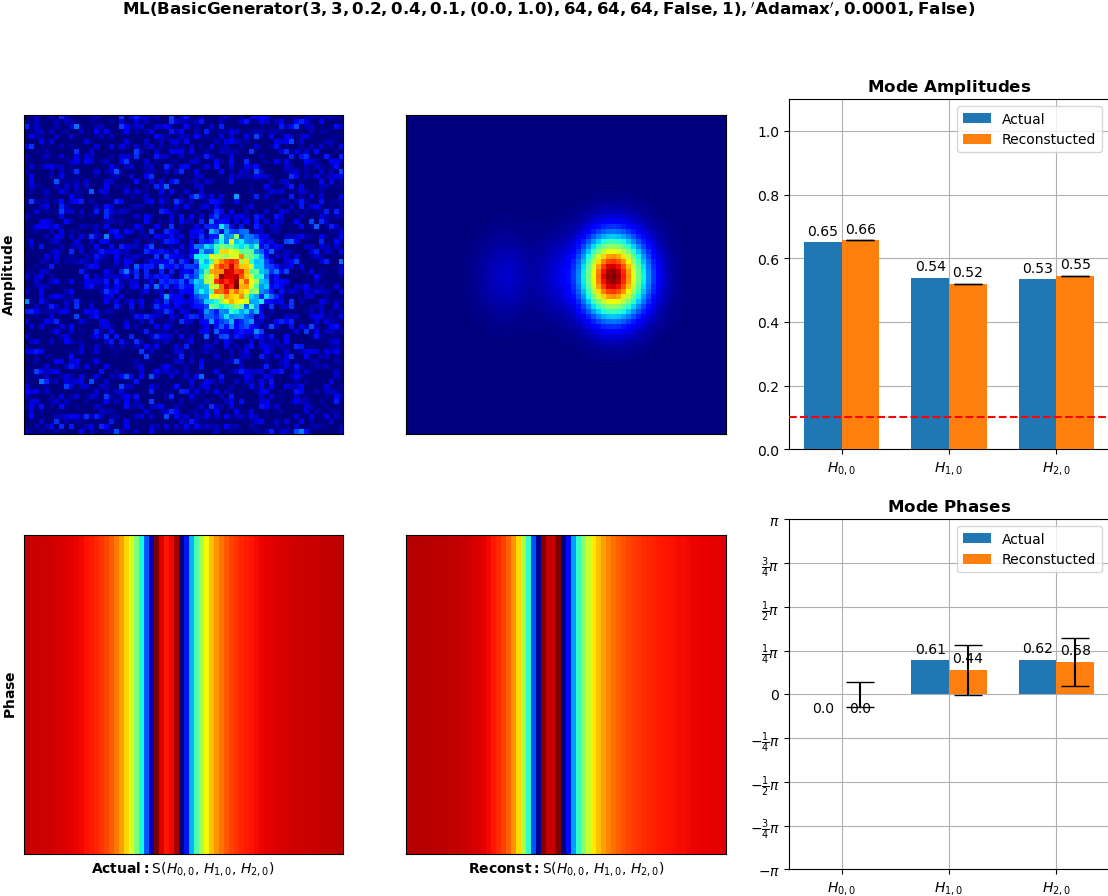 ML(BasicGenerator(3, 3, 0.2, 0.4, 0.1, (0.0, 1.0), 64, 64, 64, False, 1), ′Adamax′, 0.0001, False)
Amplitude
Mode Amplitudes
Actual
Reconstucted
1.0
0.8
0.6
0.4
0.2
0.0
0.65 0.66
0.54 0.52
0.53 0.55
H0,0 H1,0 H2,0
Phase
Actual: S(H0,0, H1,0, H2,0)
Reconst: S(H0,0, H1,0, H2,0)
Mode Phases
Actual
Reconstucted
π
3/4π
1/2π
1/4π
0
−1/4π
−1/2π
−3/4π
−π
0.0 0.0
0.61 0.44
0.62 0.58
H0,0 H1,0 H2,0